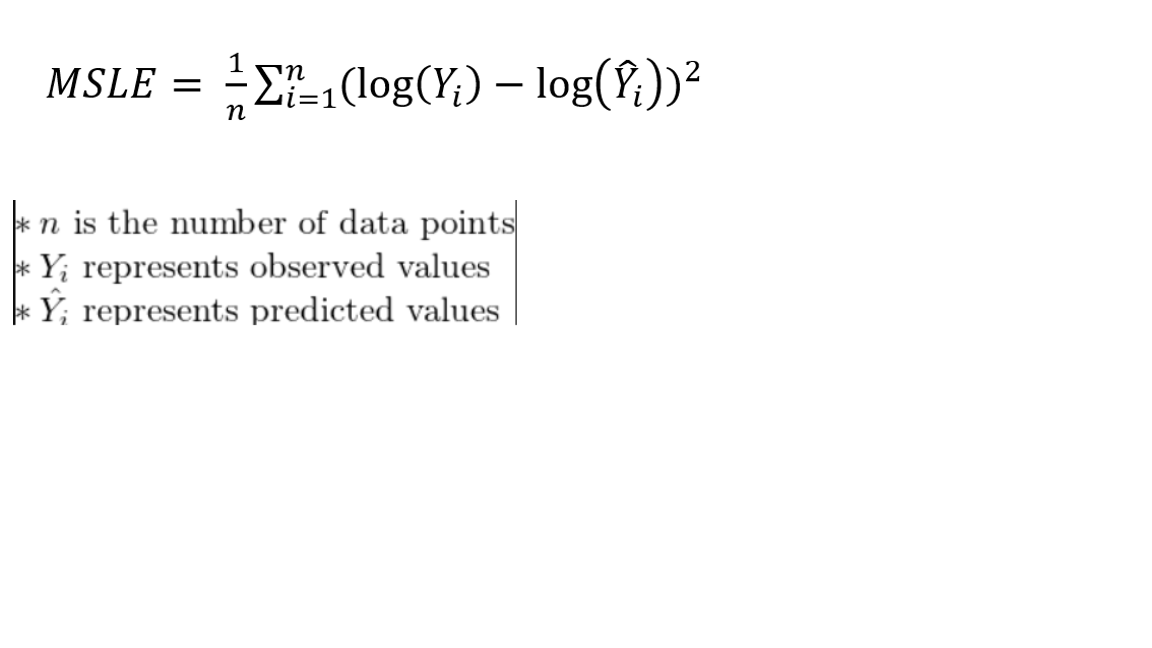 MSLE = \frac{1}{n} \sum_{i=1}^{n} (\log(Y_i) - \log(\hat{Y}_i))^2
* n is the number of data points
* Y_i represents observed values
* \hat{Y}_i represents predicted values